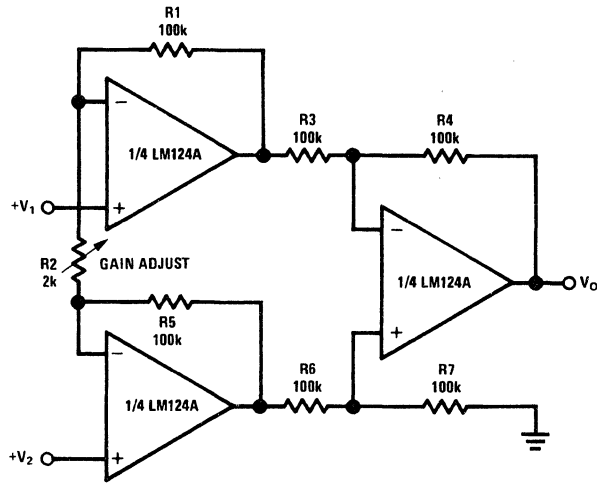 R1
100k
−
1/4 LM124A
+V1
+
R2
2k
GAIN ADJUST
R3
100k
R4
100k
−
1/4 LM124A
+
VO
R5
100k
−
1/4 LM124A
+V2
+
R6
100k
R7
100k